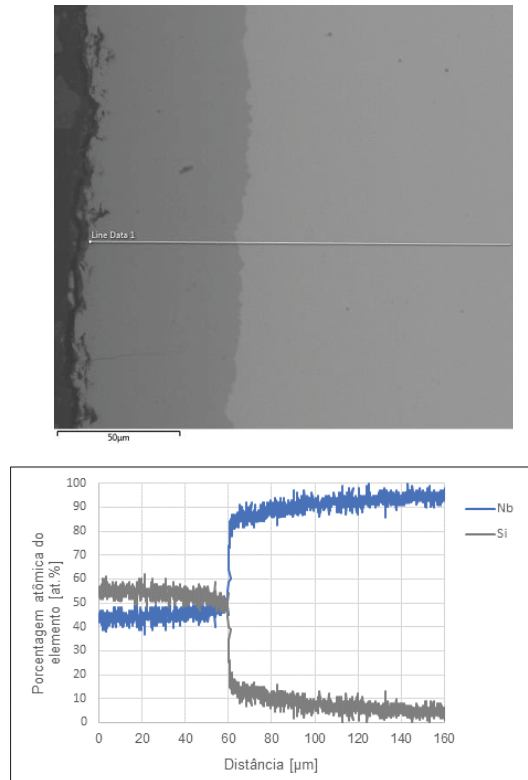 Line Data 1
50µm
100
90
80
70
60
50
40
30
20
10
0
Porcentagem atômica do
elemento [at.%]
0 20 40 60 80 100 120 140 160
Distância [µm]
Nb
Si